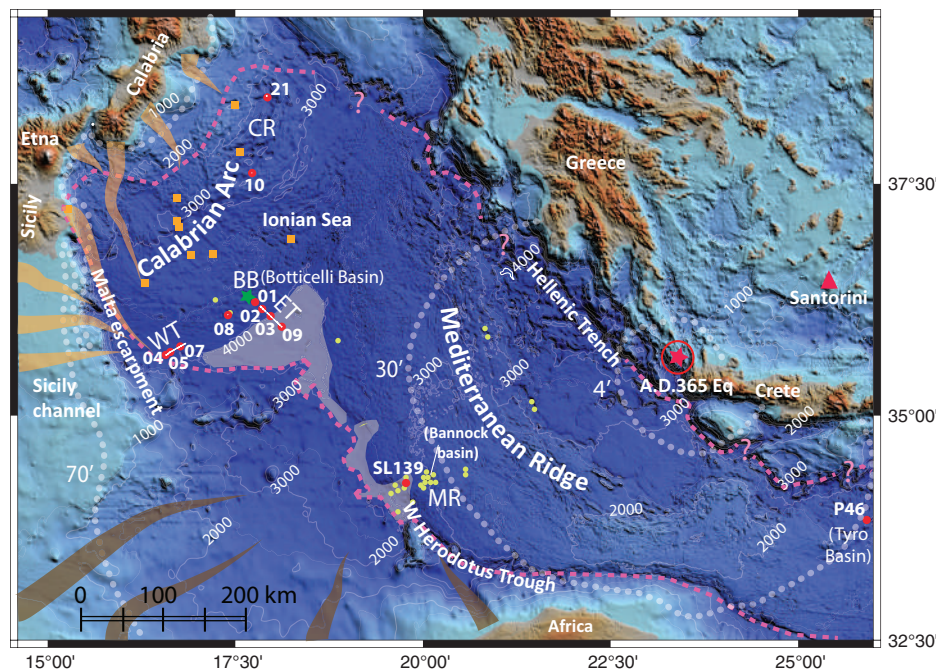 Calabria
Etna
Sicily
1000
2000
3000
21
CR
10
?
3000
Greece
37°30'
Calabrian Arc
Ionian Sea
BB (Botticelli Basin)
01
02
03
08
09
ET
4000
WT
04
05
07
Malta escarpment
Sicily
channel
1000
70'
?
4000
Hellenic Trench
1000
Santorini
A.D.365 Eq
Crete
4'
3000
2000
35°00'
30'
3000
3000
Mediterranean Ridge
3000
3000
2000
(Bannock
basin)
SL139
MR
2000
2000
W Herodotus Trough
?
3000
?
P46
(Tyro
Basin)
2000
0 100 200 km
Africa
32°30'
15°00' 17°30' 20°00' 22°30' 25°00'